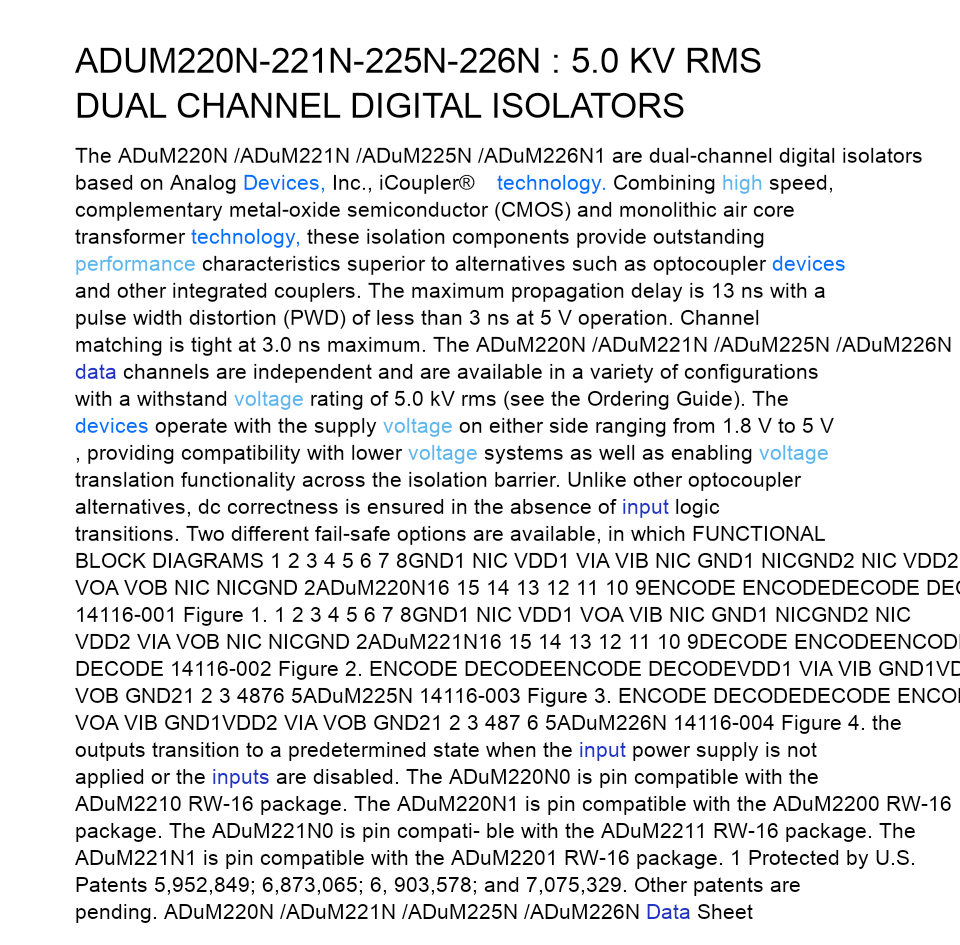 ADUM220N-221N-225N-226N : 5.0 KV RMS
DUAL CHANNEL DIGITAL ISOLATORS
The ADuM220N /ADuM221N /ADuM225N /ADuM226N1 are dual-channel digital isolators
based on Analog Devices, Inc., iCoupler® technology. Combining high speed,
complementary metal-oxide semiconductor (CMOS) and monolithic air core
transformer technology, these isolation components provide outstanding
performance characteristics superior to alternatives such as optocoupler devices
and other integrated couplers. The maximum propagation delay is 13 ns with a
pulse width distortion (PWD) of less than 3 ns at 5 V operation. Channel
matching is tight at 3.0 ns maximum. The ADuM220N /ADuM221N /ADuM225N /ADuM226N
data channels are independent and are available in a variety of configurations
with a withstand voltage rating of 5.0 kV rms (see the Ordering Guide). The
devices operate with the supply voltage on either side ranging from 1.8 V to 5 V
, providing compatibility with lower voltage systems as well as enabling voltage
translation functionality across the isolation barrier. Unlike other optocoupler
alternatives, dc correctness is ensured in the absence of input logic
transitions. Two different fail-safe options are available, in which FUNCTIONAL
BLOCK DIAGRAMS 1 2 3 4 5 6 7 8GND1 NIC VDD1 VIA VIB NIC GND1 NICGND2 NIC VDD2
VOA VOB NIC NICGND 2ADuM220N16 15 14 13 12 11 10 9ENCODE ENCODEDECODE DEC
14116-001 Figure 1. 1 2 3 4 5 6 7 8GND1 NIC VDD1 VOA VIB NIC GND1 NICGND2 NIC
VDD2 VIA VOB NIC NICGND 2ADuM221N16 15 14 13 12 11 10 9DECODE ENCODEENCOD
DECODE 14116-002 Figure 2. ENCODE DECODEENCODE DECODEVDD1 VIA VIB GND1VD
VOB GND21 2 3 4876 5ADuM225N 14116-003 Figure 3. ENCODE DECODEDECODE ENCO
VOA VIB GND1VDD2 VIA VOB GND21 2 3 487 6 5ADuM226N 14116-004 Figure 4. the
outputs transition to a predetermined state when the input power supply is not
applied or the inputs are disabled. The ADuM220N0 is pin compatible with the
ADuM2210 RW-16 package. The ADuM220N1 is pin compatible with the ADuM2200 RW-16
package. The ADuM221N0 is pin compati- ble with the ADuM2211 RW-16 package. The
ADuM221N1 is pin compatible with the ADuM2201 RW-16 package. 1 Protected by U.S.
Patents 5,952,849; 6,873,065; 6, 903,578; and 7,075,329. Other patents are
pending. ADuM220N /ADuM221N /ADuM225N /ADuM226N Data Sheet